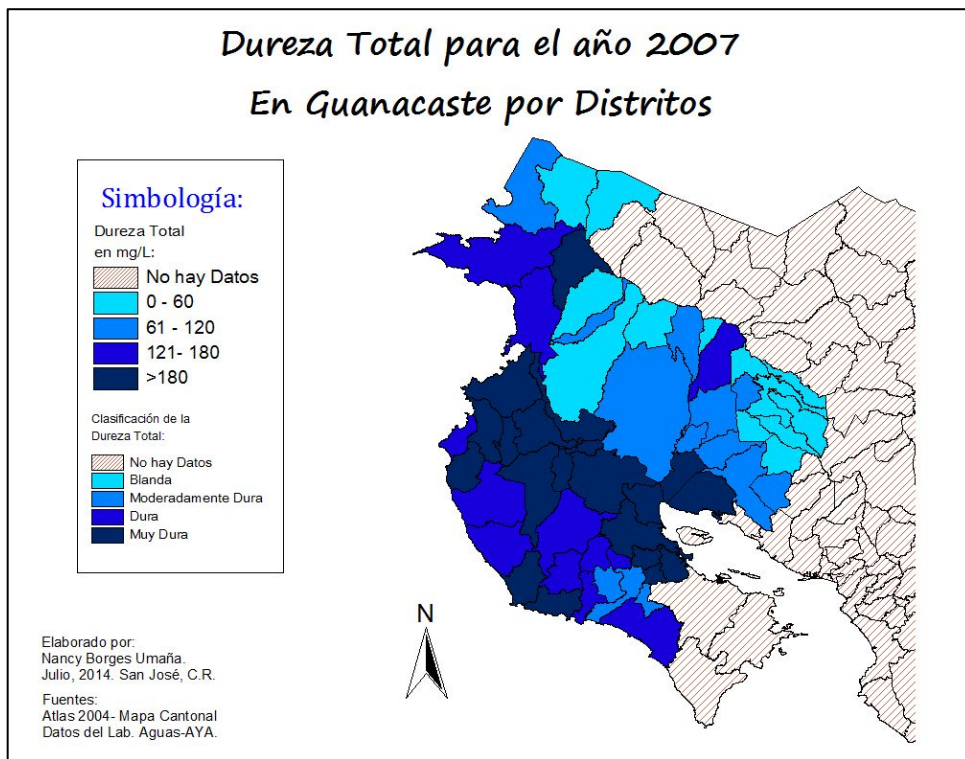 Dureza Total para el año 2007
En Guanacaste por Distritos
Simbología:
Dureza Total
en mg/L:
No hay Datos
0 - 60
61 - 120
121- 180
>180
Clasificación de la
Dureza Total:
No hay Datos
Blanda
Moderadamente Dura
Dura
Muy Dura
N
Elaborado por:
Nancy Borges Umaña.
Julio, 2014. San José, C.R.
Fuentes:
Atlas 2004- Mapa Cantonal
Datos del Lab. Aguas-AYA.